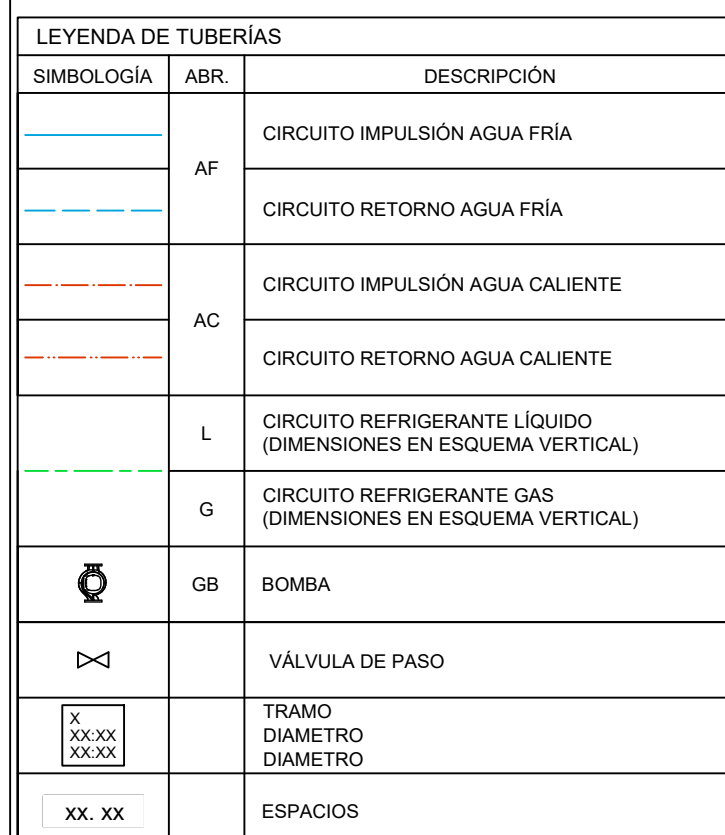 LEYENDA DE TUBERÍAS
SIMBOLOGÍA ABR. DESCRIPCIÓN
AF
CIRCUITO IMPULSIÓN AGUA FRÍA
CIRCUITO RETORNO AGUA FRÍA
AC
CIRCUITO IMPULSIÓN AGUA CALIENTE
CIRCUITO RETORNO AGUA CALIENTE
L
CIRCUITO REFRIGERANTE LÍQUIDO
(DIMENSIONES EN ESQUEMA VERTICAL)
G
CIRCUITO REFRIGERANTE GAS
(DIMENSIONES EN ESQUEMA VERTICAL)
GB BOMBA
VÁLVULA DE PASO
X
XX:XX
XX:XX
TRAMO
DIAMETRO
DIAMETRO
XX. XX ESPACIOS